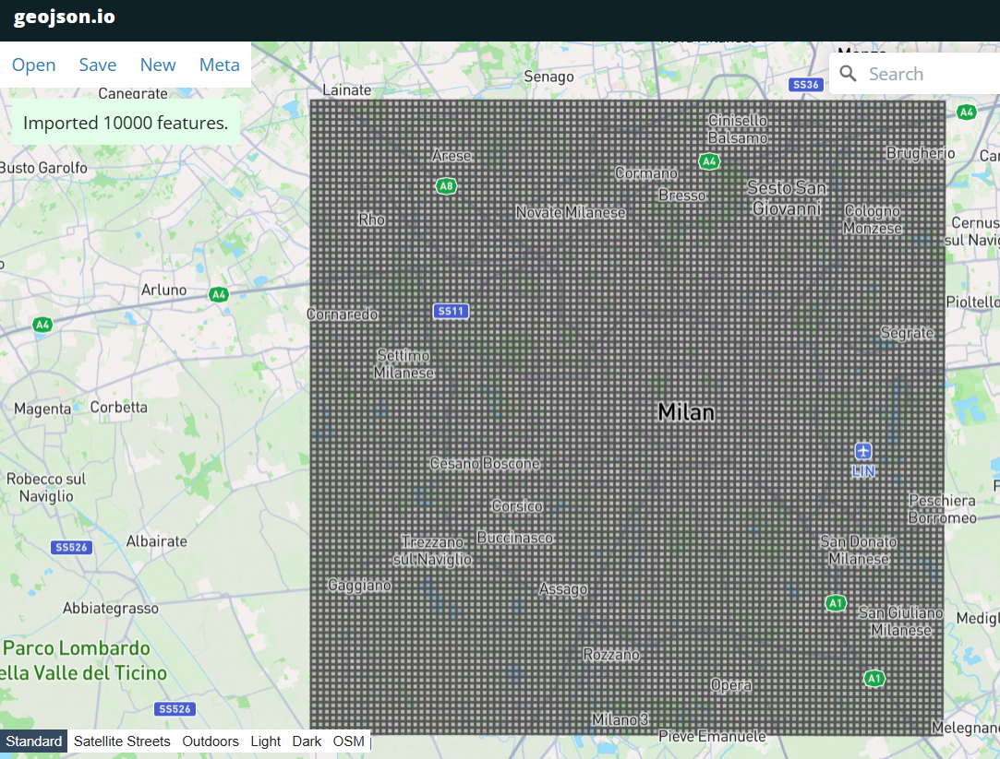 geojson.io
Open Save New Meta
Search
Imported 10000 features.
Senago
Lainate
SS36
Canegrate
A4
Cinisello
Balsamo
Arese
Brugherio
A4
Busto Garolfo
Cormano
A8
Bresso
Sesto San
Giovanni
Novate Milanese
Cologno
Monzese
Rho
Arluno
A4
SS11
Cornaredo
A4
Segrate
Settimo
Milanese
Magenta
Corbetta
Milan
LIN
Cesano Boscone
Robecco sul
Naviglio
Corsico
Peschiera
Borromeo
Buccinasco
Trezzano
sul Naviglio
San Donato
Milanese
Albairate
SS526
Gaggiano
Assago
A1
Abbiategrasso
San Giuliano
Milanese
Parco Lombardo
ella Valle del Ticino
Rozzano
A1
Opera
SS526
Milano 3
Pieve Emanuele
Melegnano
Pioltello
Cernus
sul Navig
Medigl
Standard Satellite Streets Outdoors Light Dark OSM